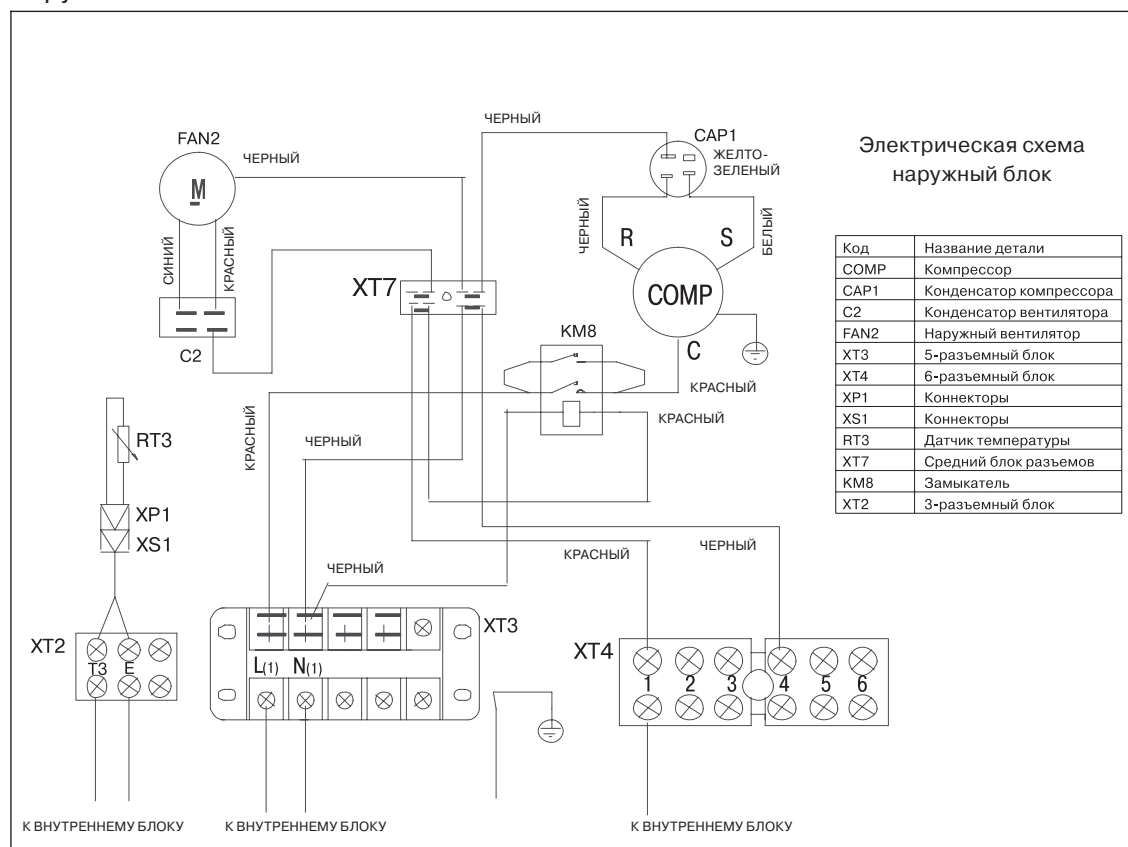 ЧЕРНЫЙ
FAN2
CAP1
ЧЕРНЫЙ
ЖЕЛТО-
ЗЕЛЕНЫЙ
Электрическая схема
наружный блок
M
СИНИЙ
КРАСНЫЙ
ЧЕРНЫЙ
R
S
БЕЛЫЙ
XT7
COMP
C2
KM8
C
КРАСНЫЙ
КРАСНЫЙ
КРАСНЫЙ
ЧЕРНЫЙ
RT3
XP1
XS1
Код Название детали
COMP Компрессор
CAP1 Конденсатор компрессора
C2 Конденсатор вентилятора
FAN2 Наружный вентилятор
XT3 5-разъемный блок
XT4 6-разъемный блок
XP1 Коннекторы
XS1 Коннекторы
RT3 Датчик температуры
XT7 Средний блок разъемов
KM8 Замыкатель
XT2 3-разъемный блок
КРАСНЫЙ
ЧЕРНЫЙ
ЧЕРНЫЙ
XT2
T3 E
XT3
L(1) N(1)
XT4
1 2 3 4 5 6
К ВНУТРЕННЕМУ БЛОКУ
К ВНУТРЕННЕМУ БЛОКУ
К ВНУТРЕННЕМУ БЛОКУ